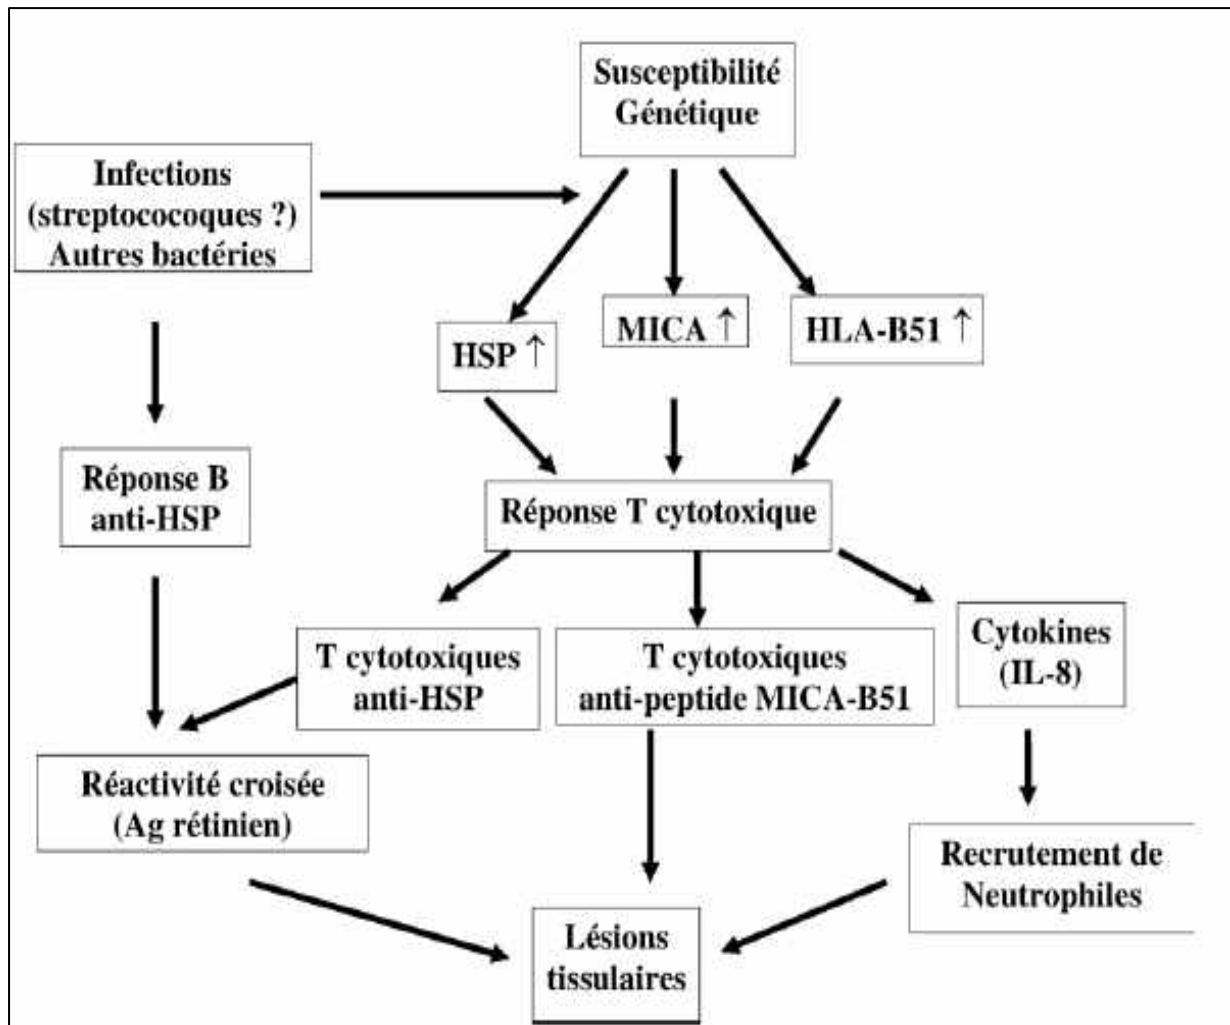 Susceptibilité
Génétique
Infections
(streptococoques ?)
Autres bactéries
HSP ↑
MICA ↑
HLA-B51 ↑
Réponse B
anti-HSP
Réponse T cytotoxique
T cytotoxiques
anti-HSP
T cytotoxiques
anti-peptide MICA-B51
Cytokines
(IL-8)
Réactivité croisée
(Ag rétinien)
Recrutement de
Neutrophiles
Lésions
tissulaires